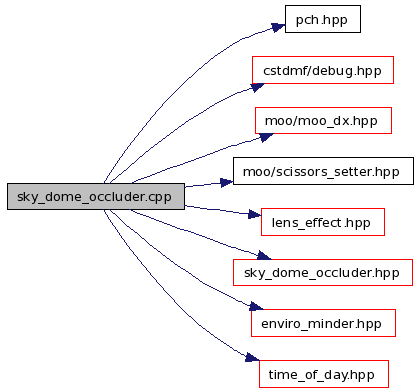 pch.hpp
cstdmf/debug.hpp
moo/moo_dx.hpp
moo/scissors_setter.hpp
sky_dome_occluder.cpp
lens_effect.hpp
sky_dome_occluder.hpp
enviro_minder.hpp
time_of_day.hpp